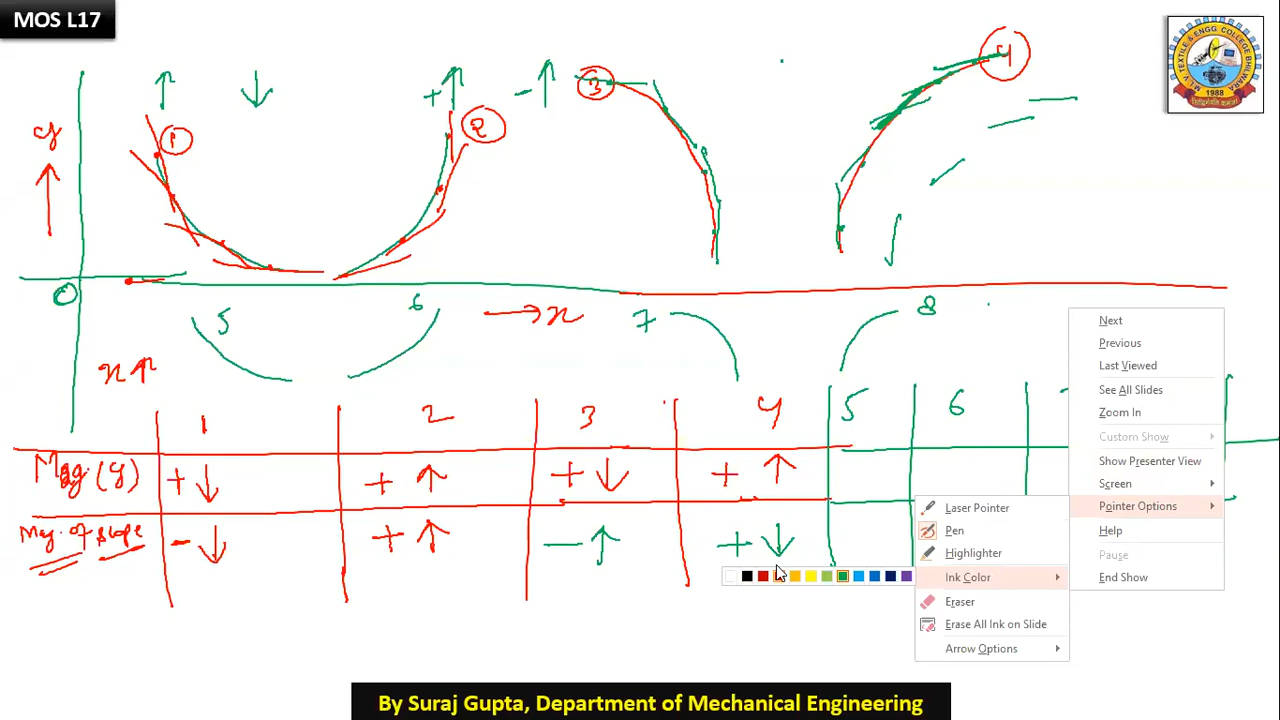 MOS L17
y
1
+
2
-
3
4
1988
0
5
6
→x
7
8
x↑
1 2 3 4 5 6
Mag. (y) +↓ +↑ +↓ +↑
Mag. of slope -↓ +↑ -↑ +↓
Next
Previous
Last Viewed
See All Slides
Zoom In
Custom Show
Show Presenter View
Screen
Pointer Options
Help
Pause
End Show
Laser Pointer
Pen
Highlighter
Ink Color
Eraser
Erase All Ink on Slide
Arrow Options
By Suraj Gupta, Department of Mechanical Engineering